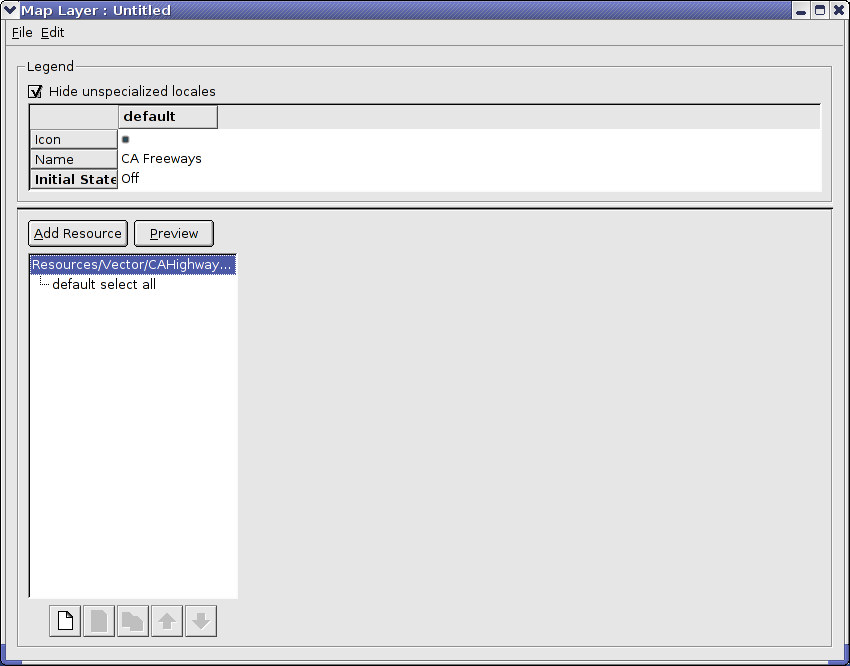 Map Layer : Untitled
File Edit
Legend
Hide unspecialized locales
default
Icon
Name CA Freeways
Initial State Off
Add Resource Preview
Resources/Vector/CAHighway...
default select all